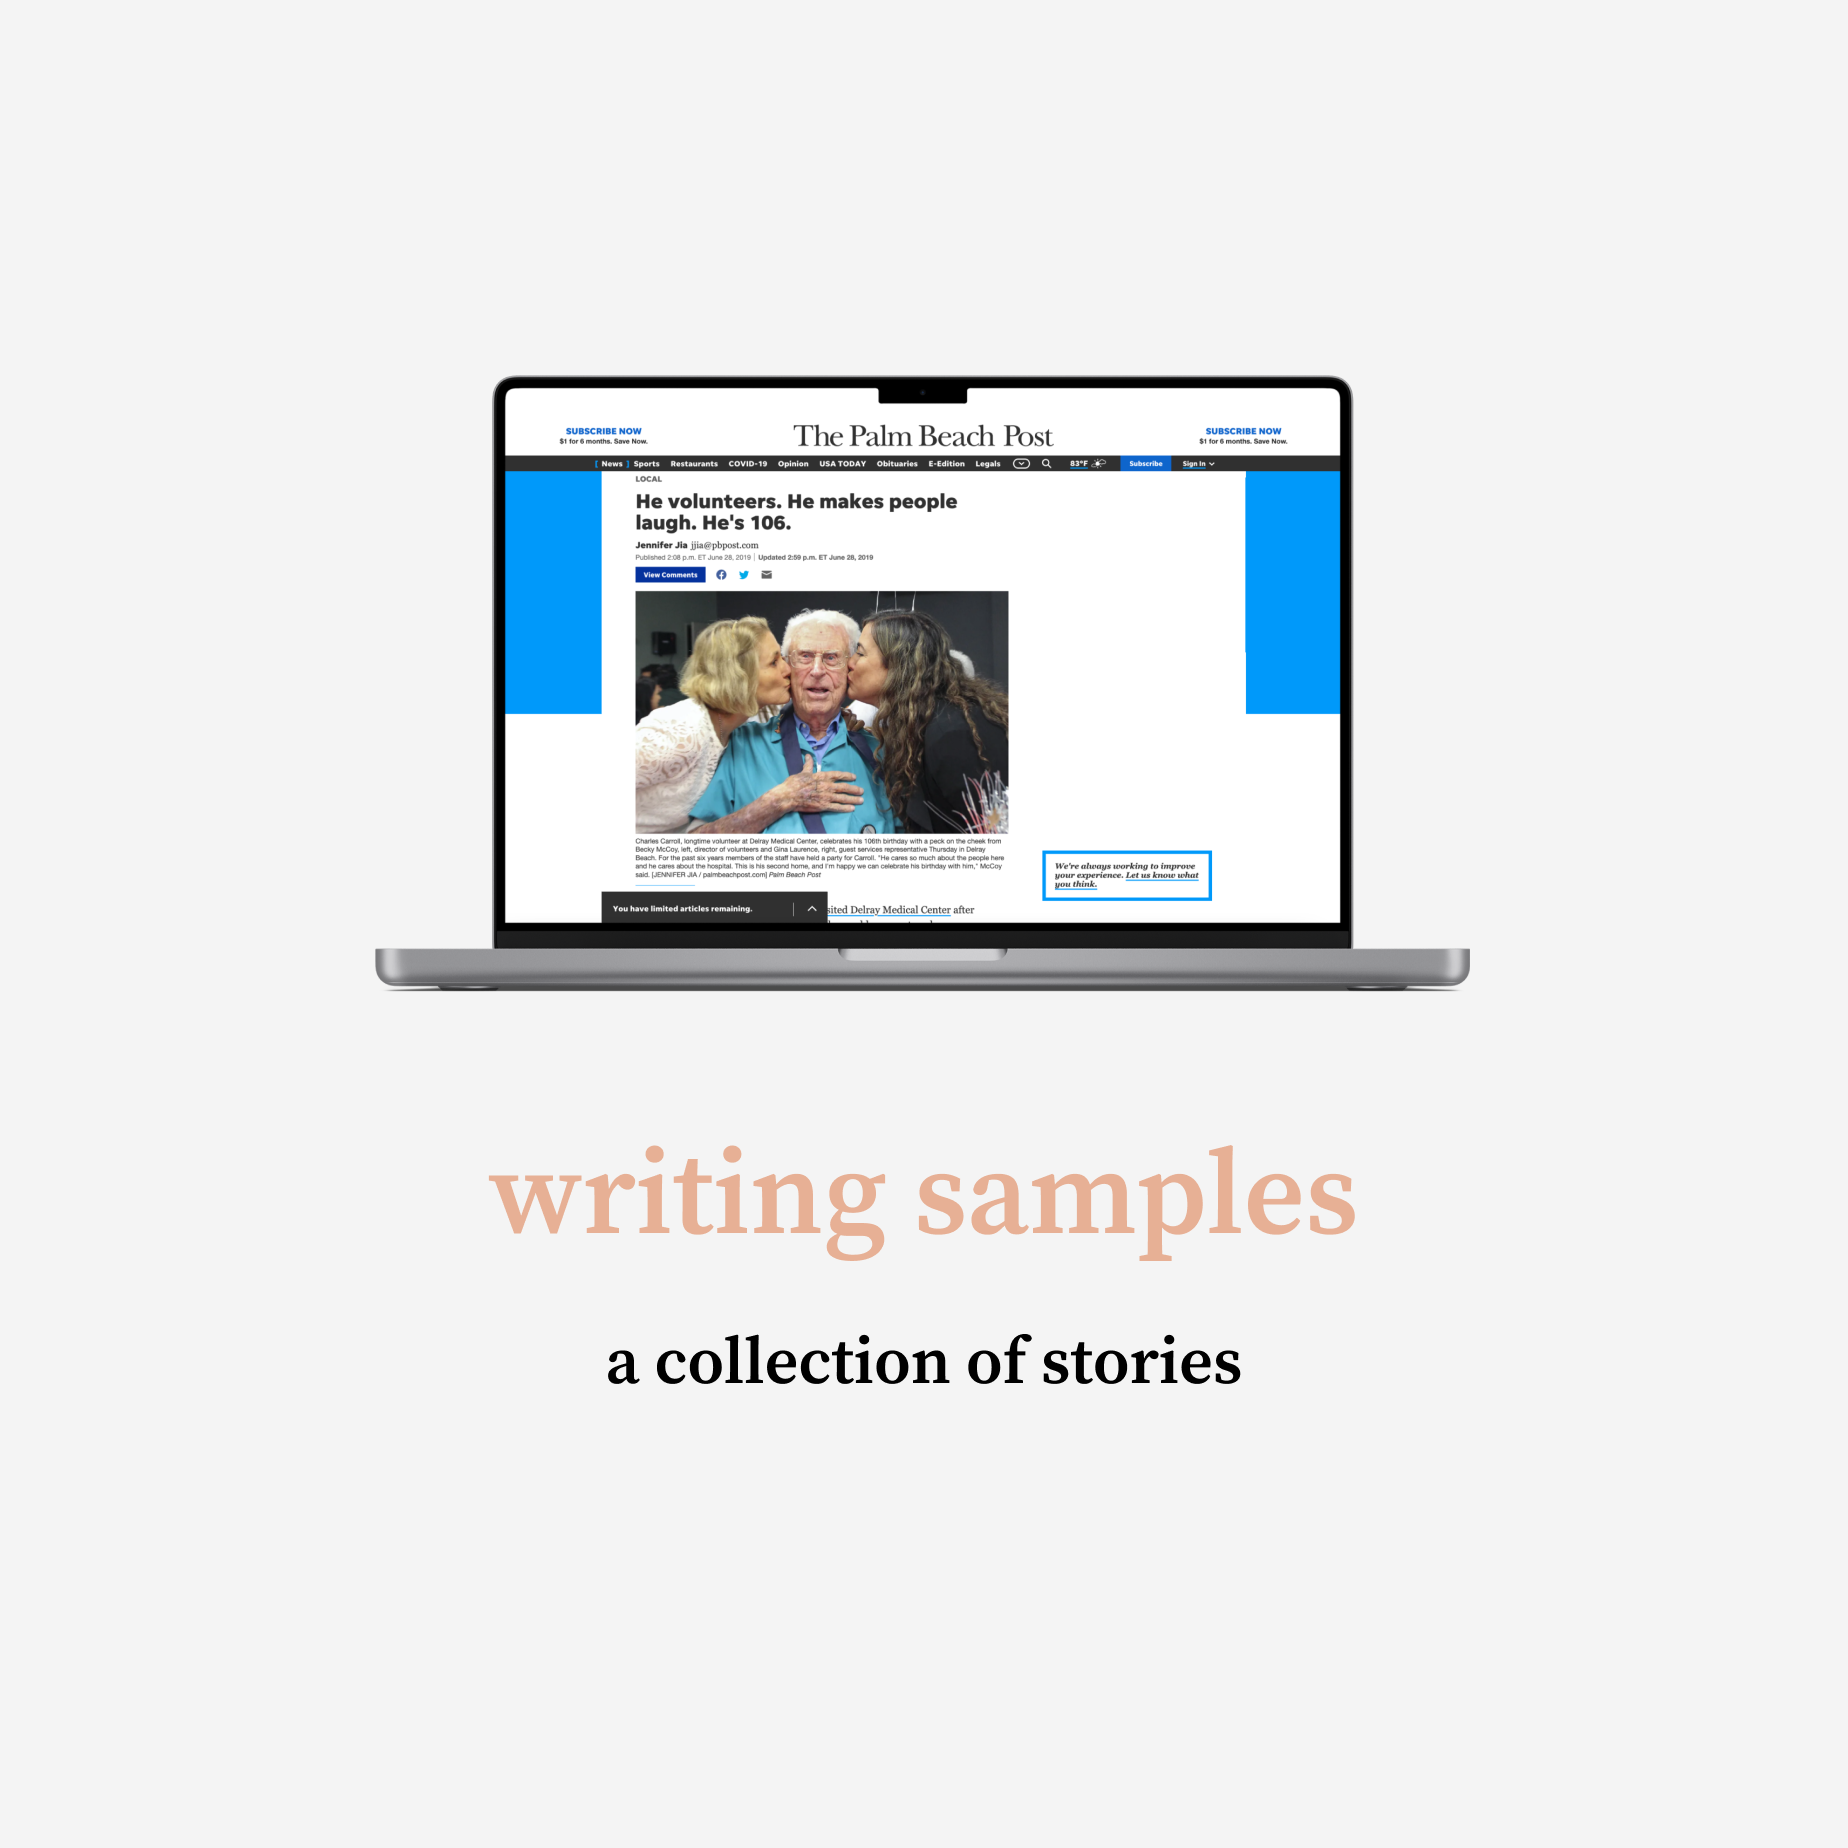 SUBSCRIBE NOW
$1 for 6 months. Save Now.
The Palm Beach Post
SUBSCRIBE NOW
$1 for 6 months. Save Now.
[ News ] Sports Restaurants COVID-19 Opinion USA TODAY Obituaries E-Edition Legals 83°F Subscribe Sign In
LOCAL
He volunteers. He makes people
laugh. He's 106.
Jennifer Jia jjia@pbpost.com
Published 2:08 p.m. ET June 28, 2019 | Updated 2:59 p.m. ET June 28, 2019
View Comments
Charles Carroll, longtime volunteer at Delray Medical Center, celebrates his 106th birthday with a peck on the cheek from
Becky McCoy, left, director of volunteers and Gina Laurence, right, guest services representative Thursday in Delray
Beach. For the past six years members of the staff have held a party for Carroll. "He cares so much about the people here
and he cares about the hospital. This is his second home, and I'm happy we can celebrate his birthday with him," McCoy
said. [JENNIFER JIA / palmbeachpost.com] Palm Beach Post
We're always working to improve
your experience. Let us know what
you think.
You have limited articles remaining.
sited Delray Medical Center after
writing samples
a collection of stories